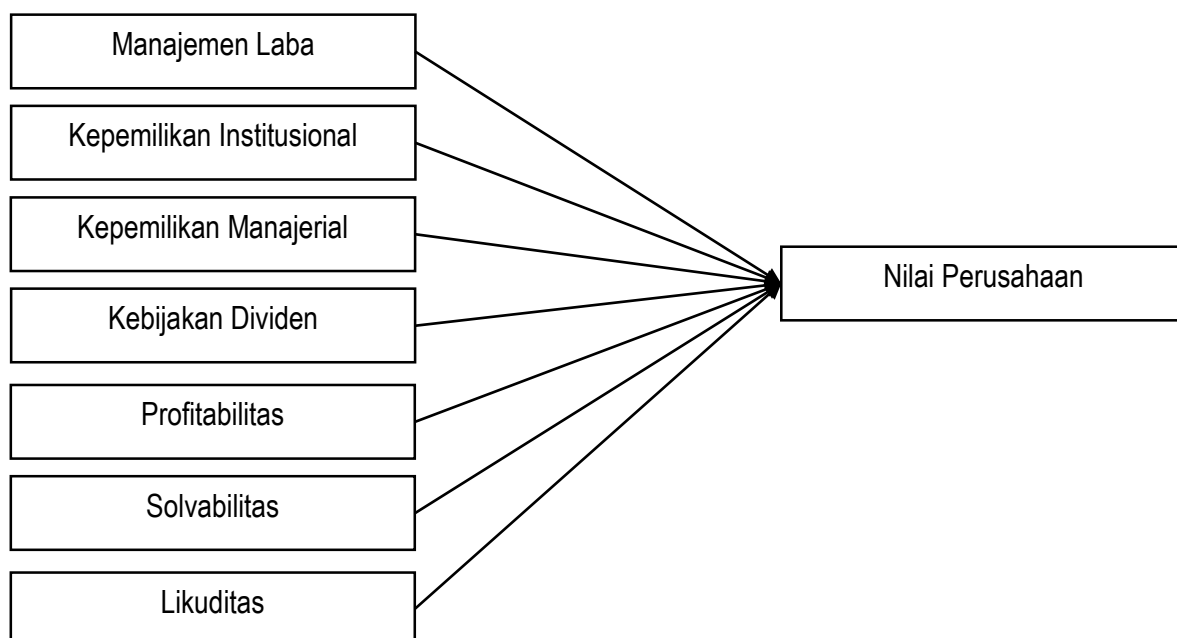 Manajemen Laba
Kepemilikan Institusional
Kepemilikan Manajerial
Nilai Perusahaan
Kebijakan Dividen
Profitabilitas
Solvabilitas
Likuditas